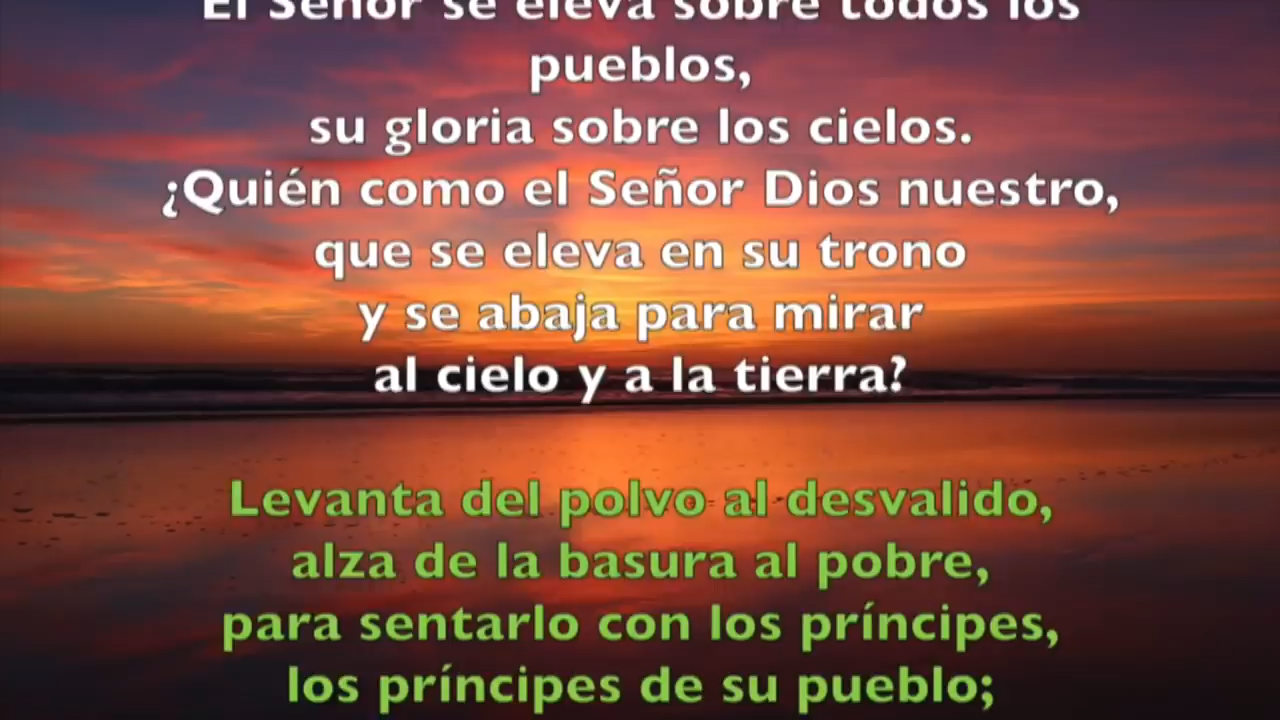 El Señor se eleva sobre todos los
pueblos,
su gloria sobre los cielos.
¿Quién como el Señor Dios nuestro,
que se eleva en su trono
y se abaja para mirar
al cielo y a la tierra?
Levanta del polvo al desvalido,
alza de la basura al pobre,
para sentarlo con los príncipes,
los príncipes de su pueblo;